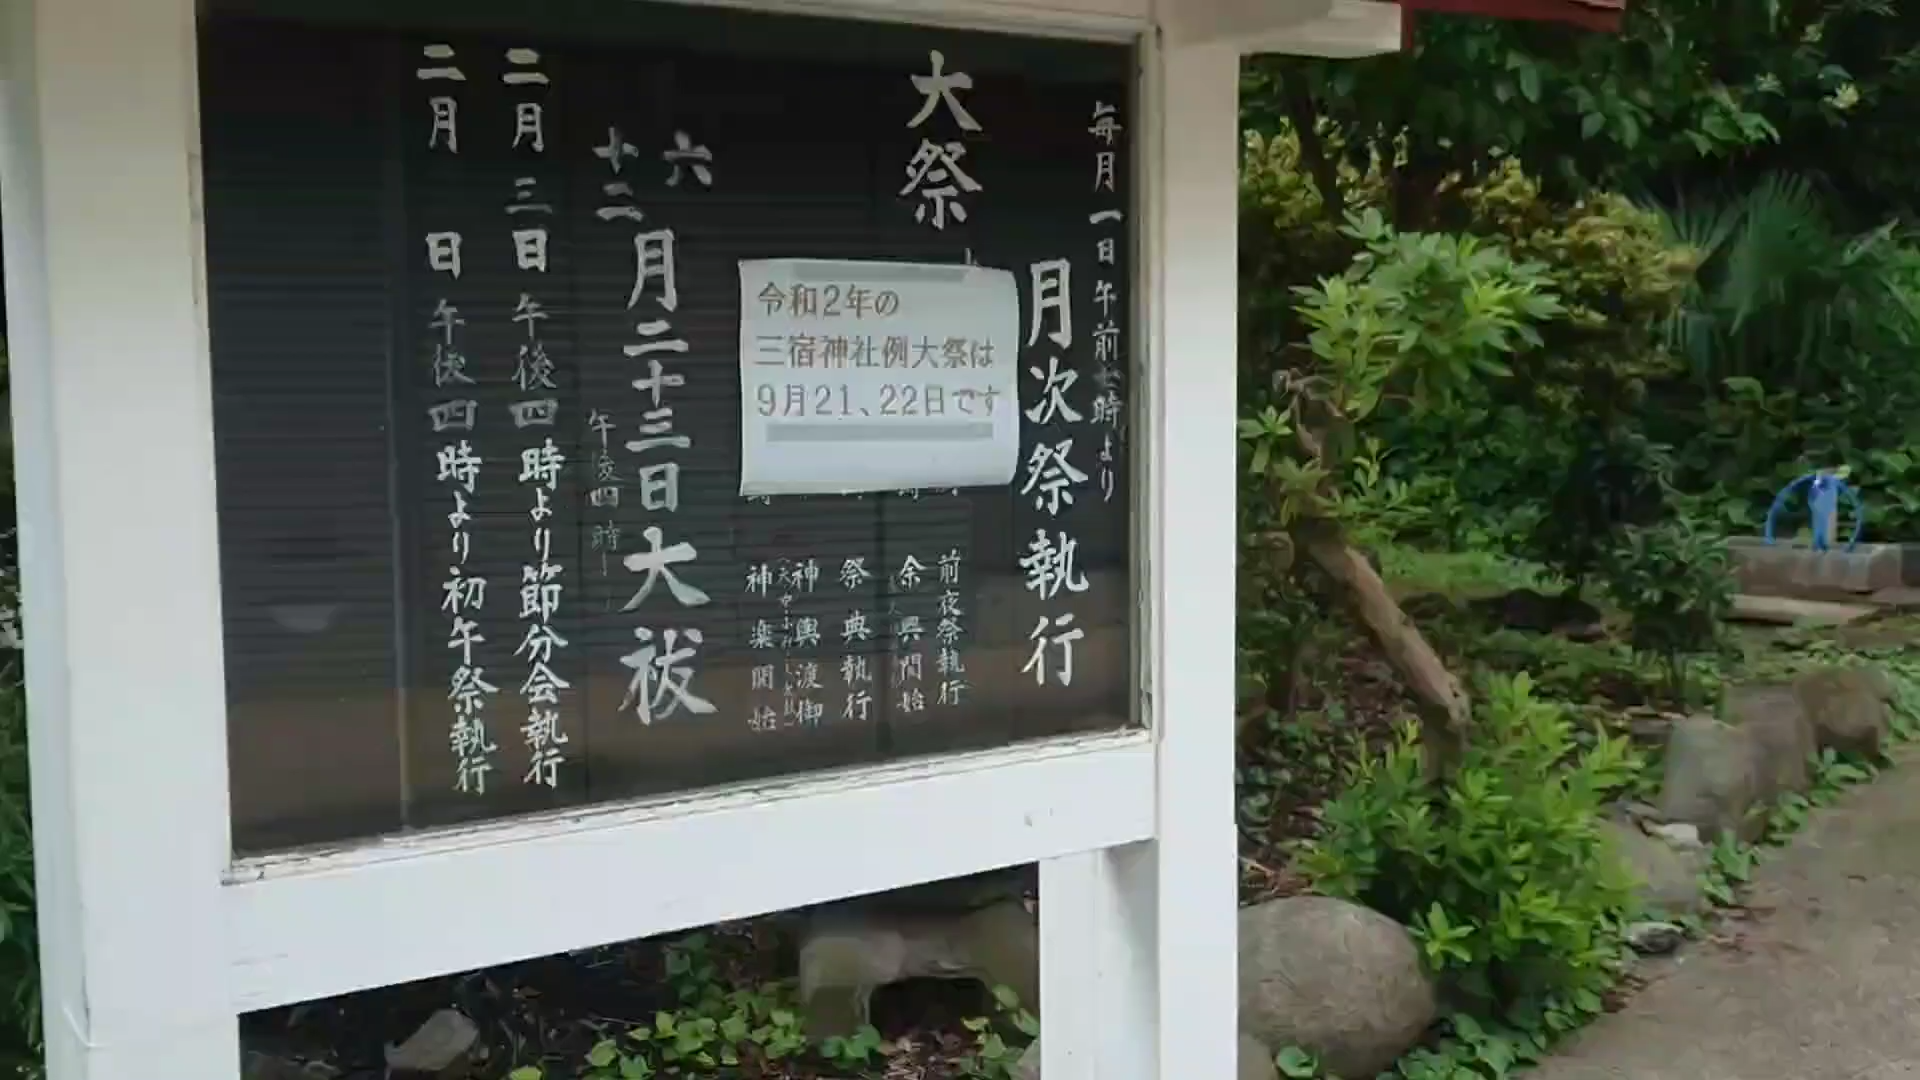 毎月一日午前七時より
月次祭執行
大祭
前夜祭執行
余興開始
祭典執行
神輿渡御
神楽開始
令和2年の
三宿神社例大祭は
9月21、22日です
六
十二
月二十三日大祓
午後四時
二月三日午後四時より節分会執行
二月 日午後四時より初午祭執行